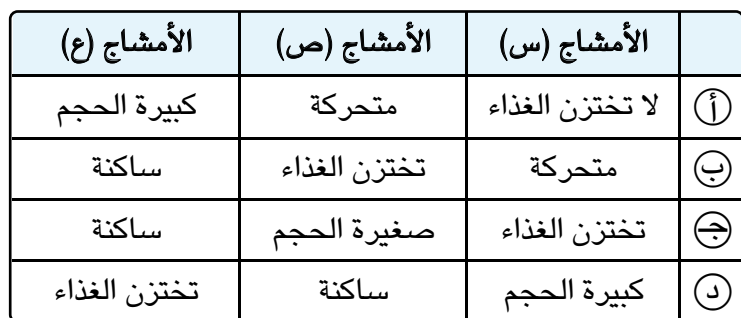 الأمشاج (س) الأمشاج (ص) الأمشاج (ع)
أ لا تختزن الغذاء متحركة كبيرة الحجم
ب متحركة تختزن الغذاء ساكنة
جـ تختزن الغذاء صغيرة الحجم ساكنة
د كبيرة الحجم ساكنة تختزن الغذاء